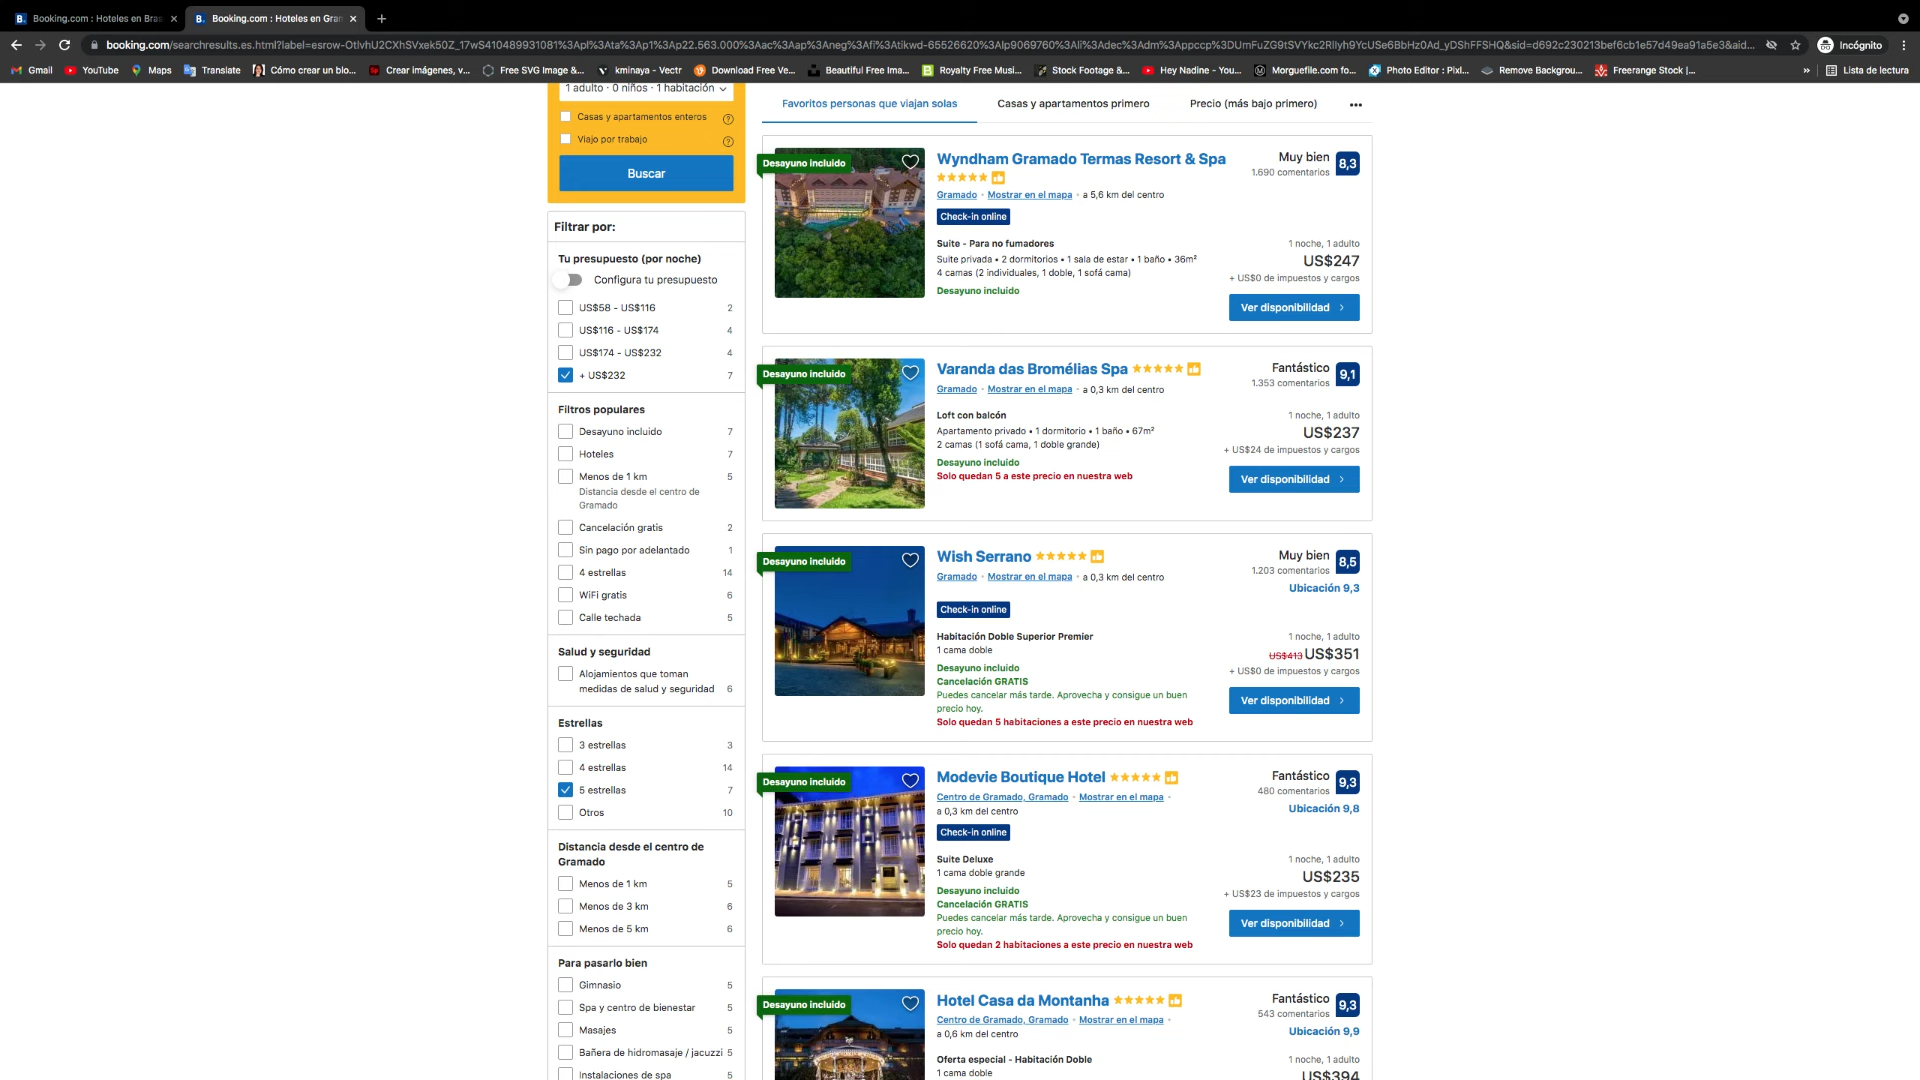 Booking.com : Hoteles en Bras
Booking.com : Hoteles en Gran
booking.com/searchresults.es.html?label=esrow-
Incógnito
Gmail
YouTube
Maps
Translate
Cómo crear un blo...
Crear imágenes, v...
Free SVG Image &...
kminaya - Vectr
Download Free Ve...
Beautiful Free Ima...
Royalty Free Musi...
Stock Footage &...
Hey Nadine - You...
Morguefile.com fo...
Photo Editor : Pixl...
Remove Backgrou...
Freerange Stock |...
»
Lista de lectura
1 adulto · 0 niños · 1 habitación
Casas y apartamentos enteros
Viajo por trabajo
Buscar
Filtrar por:
Tu presupuesto (por noche)
Configura tu presupuesto
US$58 - US$116 2
US$116 - US$174 4
US$174 - US$232 4
+ US$232 7
Filtros populares
Desayuno incluido 7
Hoteles 7
Menos de 1 km 5
Distancia desde el centro de
Gramado
Cancelación gratis 2
Sin pago por adelantado 1
4 estrellas 14
WiFi gratis 6
Calle techada 5
Salud y seguridad
Alojamientos que toman
medidas de salud y seguridad 6
Estrellas
3 estrellas 3
4 estrellas 14
5 estrellas 7
Otros 10
Distancia desde el centro de
Gramado
Menos de 1 km 5
Menos de 3 km 6
Menos de 5 km 6
Para pasarlo bien
Gimnasio 5
Spa y centro de bienestar 5
Masajes 5
Bañera de hidromasaje / jacuzzi 5
Instalaciones de spa 5
Favoritos personas que viajan solas
Casas y apartamentos primero
Precio (más bajo primero)
•••
Desayuno incluido
Wyndham Gramado Termas Resort & Spa
Muy bien 8,3
1.690 comentarios
Gramado · Mostrar en el mapa · a 5,6 km del centro
Check-in online
Suite - Para no fumadores
Suite privada • 2 dormitorios • 1 sala de estar • 1 baño • 36m²
4 camas (2 individuales, 1 doble, 1 sofá cama)
Desayuno incluido
1 noche, 1 adulto
US$247
+ US$0 de impuestos y cargos
Ver disponibilidad
Desayuno incluido
Varanda das Bromélias Spa
Fantástico 9,1
1.353 comentarios
Gramado · Mostrar en el mapa · a 0,3 km del centro
Loft con balcón
Apartamento privado • 1 dormitorio • 1 baño • 67m²
2 camas (1 sofá cama, 1 doble grande)
Desayuno incluido
Solo quedan 5 a este precio en nuestra web
1 noche, 1 adulto
US$237
+ US$24 de impuestos y cargos
Ver disponibilidad
Desayuno incluido
Wish Serrano
Muy bien 8,5
1.203 comentarios
Ubicación 9,3
Gramado · Mostrar en el mapa · a 0,3 km del centro
Check-in online
Habitación Doble Superior Premier
1 cama doble
Desayuno incluido
Cancelación GRATIS
Puedes cancelar más tarde. Aprovecha y consigue un buen
precio hoy.
Solo quedan 5 habitaciones a este precio en nuestra web
1 noche, 1 adulto
US$413 US$351
+ US$0 de impuestos y cargos
Ver disponibilidad
Desayuno incluido
Modevie Boutique Hotel
Fantástico 9,3
480 comentarios
Ubicación 9,8
Centro de Gramado, Gramado · Mostrar en el mapa ·
a 0,3 km del centro
Check-in online
Suite Deluxe
1 cama doble grande
Desayuno incluido
Cancelación GRATIS
Puedes cancelar más tarde. Aprovecha y consigue un buen
precio hoy.
Solo quedan 2 habitaciones a este precio en nuestra web
1 noche, 1 adulto
US$235
+ US$23 de impuestos y cargos
Ver disponibilidad
Desayuno incluido
Hotel Casa da Montanha
Fantástico 9,3
543 comentarios
Ubicación 9,9
Centro de Gramado, Gramado · Mostrar en el mapa ·
a 0,6 km del centro
Oferta especial - Habitación Doble
1 cama doble
1 noche, 1 adulto
US$394